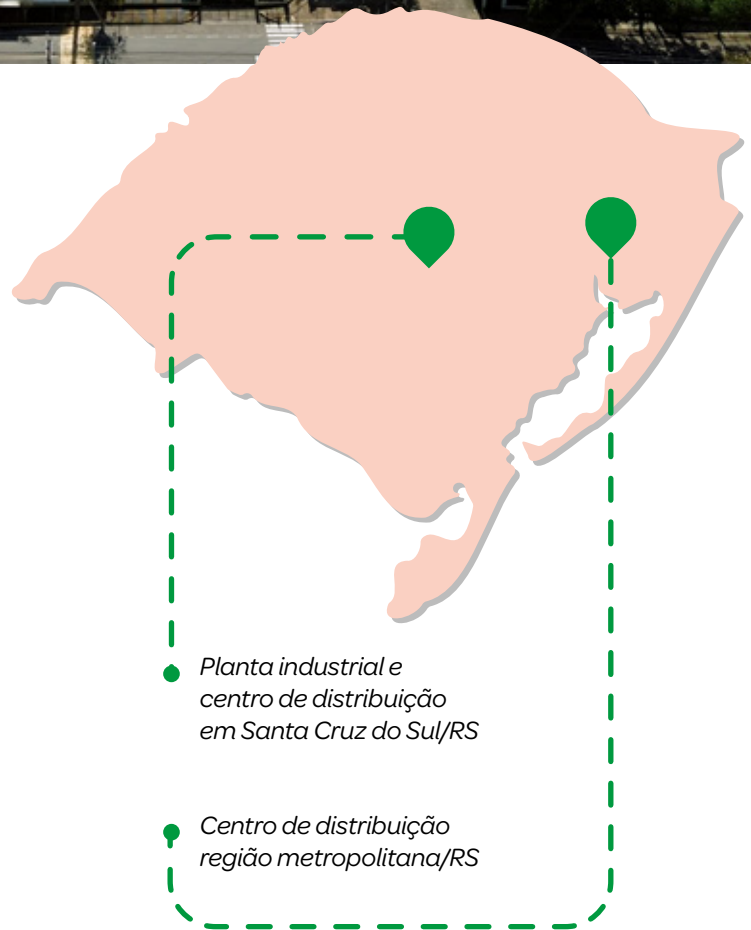 Planta industrial e
centro de distribuição
em Santa Cruz do Sul/RS
Centro de distribuição
região metropolitana/RS